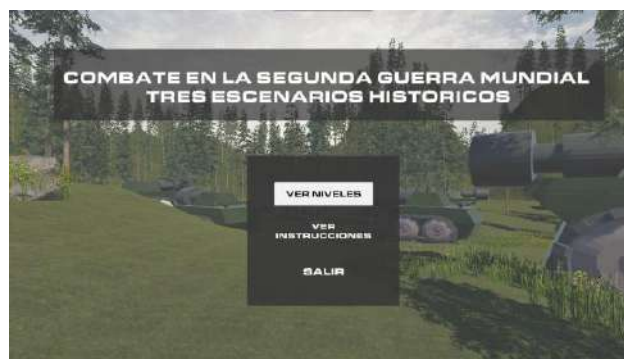 COMBATE EN LA SEGUNDA GUERRA MUNDIAL
TRES ESCENARIOS HISTORICOS
VER NIVELES
VER
INSTRUCCIONES
SALIR